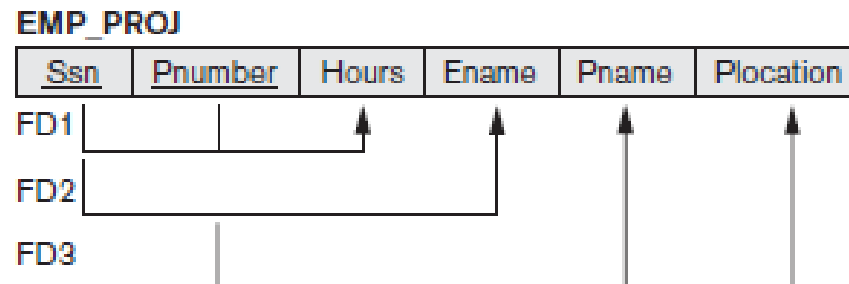 EMP_PROJ
Ssn Pnumber Hours Ename Pname Plocation
FD1
FD2
FD3